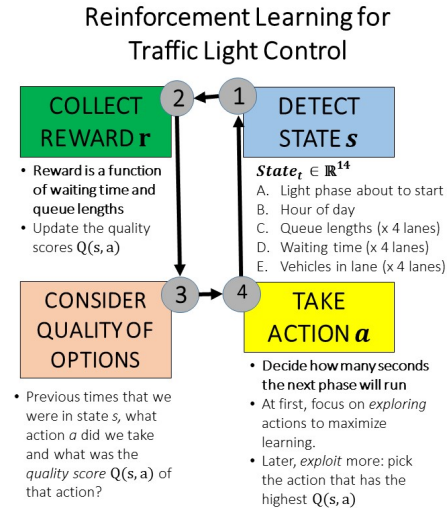 Reinforcement Learning for
Traffic Light Control
1
DETECT
STATE s
State_t ∈ ℝ^14
A. Light phase about to start
B. Hour of day
C. Queue lengths (x 4 lanes)
D. Waiting time (x 4 lanes)
E. Vehicles in lane (x 4 lanes)
2
COLLECT
REWARD r
• Reward is a function
of waiting time and
queue lengths
• Update the quality
scores Q(s, a)
3
CONSIDER
QUALITY OF
OPTIONS
• Previous times that we
were in state s, what
action a did we take
and what was the
quality score Q(s, a) of
that action?
4
TAKE
ACTION a
• Decide how many seconds
the next phase will run
• At first, focus on exploring
actions to maximize
learning.
• Later, exploit more: pick
the action that has the
highest Q(s, a)